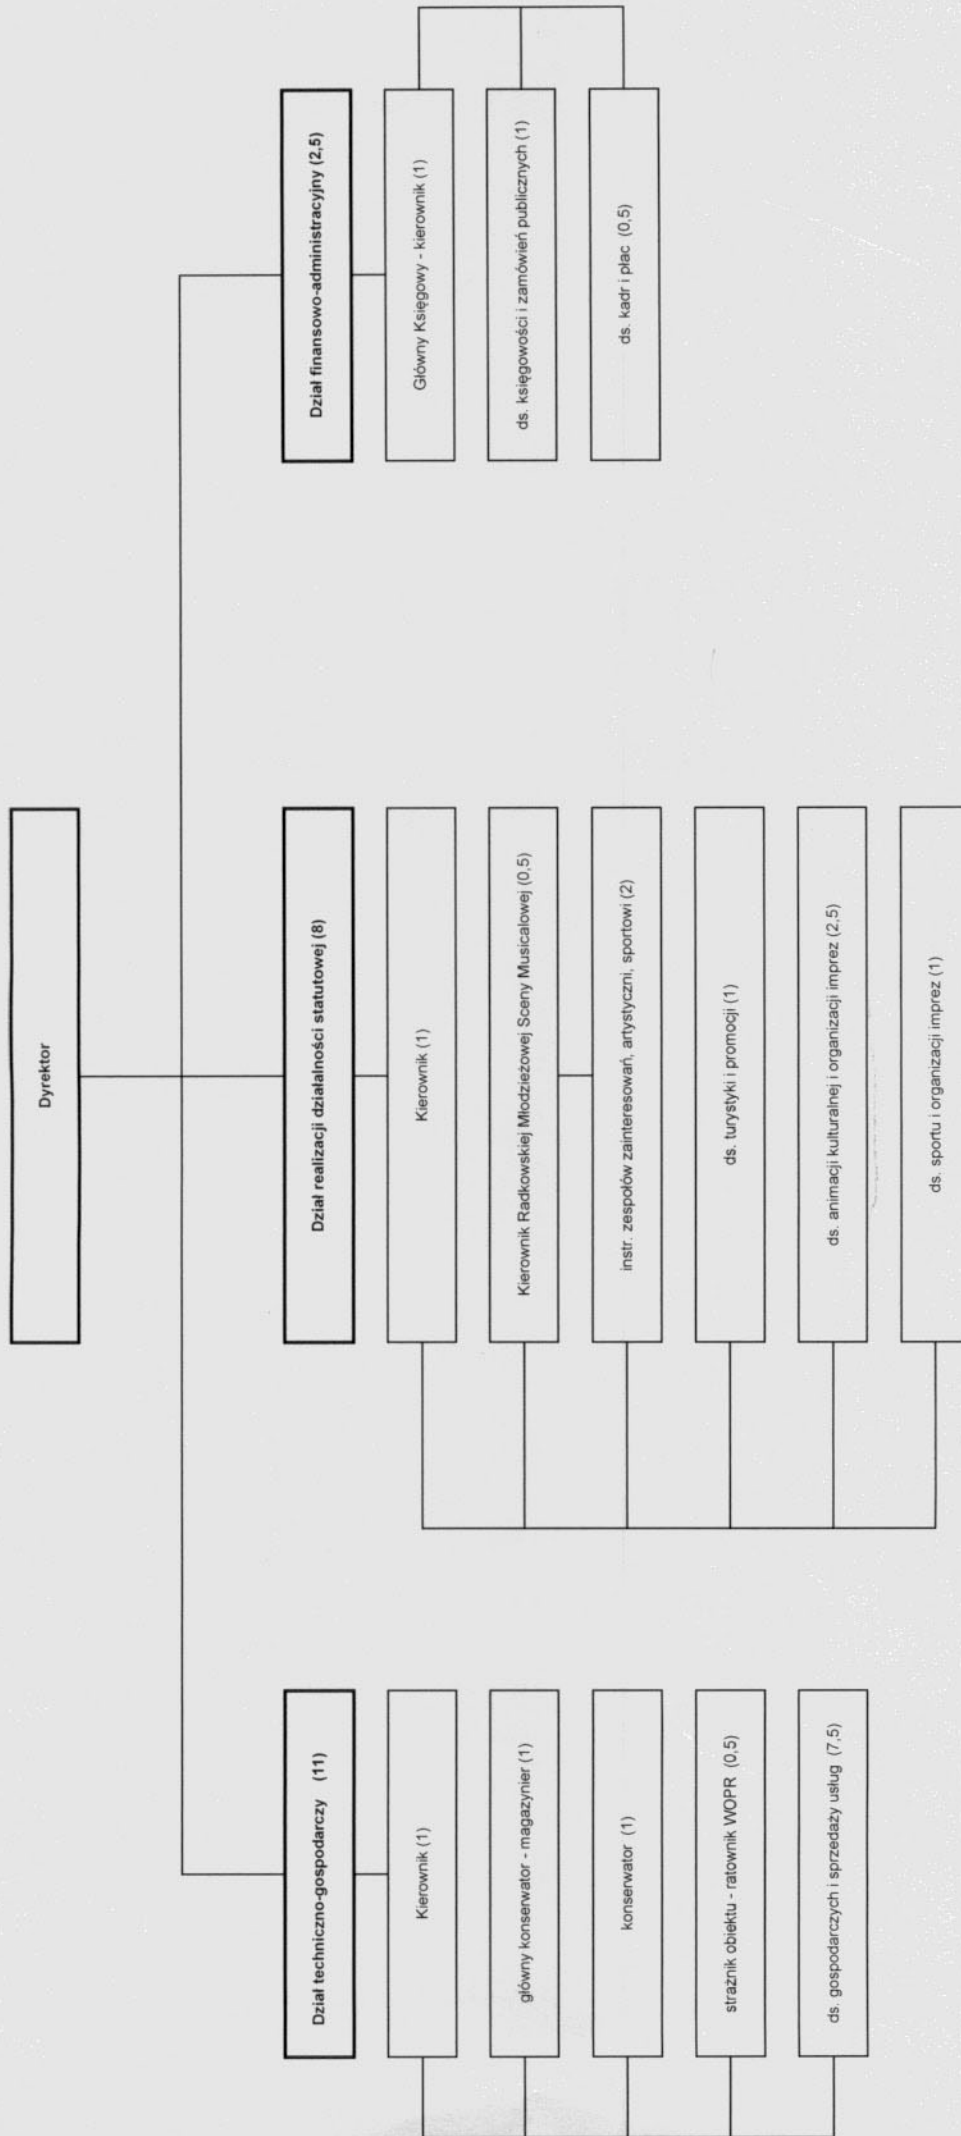 Dyrektor
Dział techniczno-gospodarczy (11)
Kierownik (1)
główny konserwator - magazynier (1)
konserwator (1)
strażnik obiektu - ratownik WOPR (0,5)
ds. gospodarczych i sprzedaży usług (7,5)
Dział realizacji działalności statutowej (8)
Kierownik (1)
Kierownik Radkowskiej Młodzieżowej Sceny Musicalowej (0,5)
instr. zespołów zainteresowań, artystyczni, sportowi (2)
ds. turystyki i promocji (1)
ds. animacji kulturalnej i organizacji imprez (2,5)
ds. sportu i organizacji imprez (1)
Dział finansowo-administracyjny (2,5)
Główny Księgowy - kierownik (1)
ds. księgowości i zamówień publicznych (1)
ds. kadr i płac (0,5)